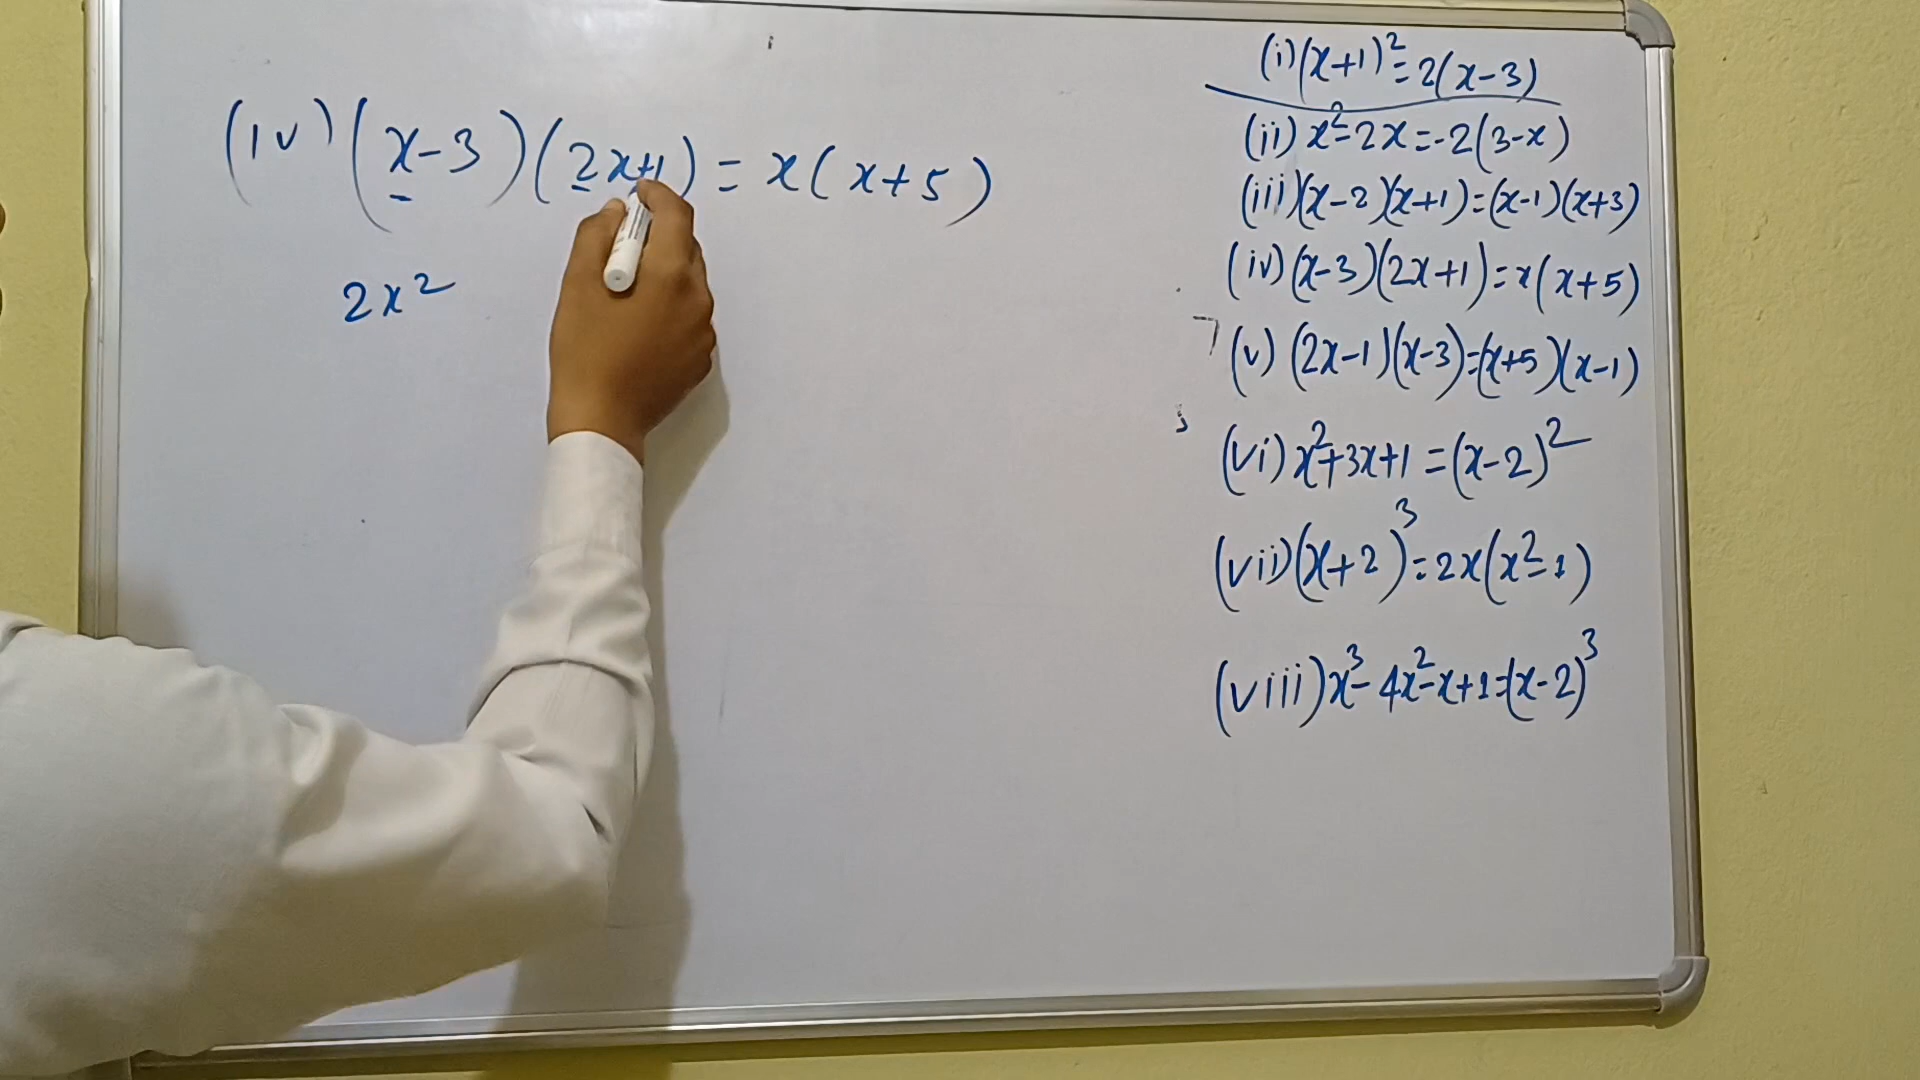 (iv) (x-3)(2x+1) = x(x+5)
2x²
(i) (x+1)² = 2(x-3)
(ii) x²-2x = -2(3-x)
(iii) (x-2)(x+1) = (x-1)(x+3)
(iv) (x-3)(2x+1) = x(x+5)
(v) (2x-1)(x-3) = (x+5)(x-1)
(vi) x²+3x+1 = (x-2)²
(vii) (x+2)³ = 2x(x²-1)
(viii) x³-4x²-x+1 = (x-2)³